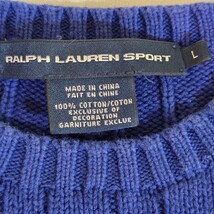 RALPH LAUREN SPORT
L
MADE IN CHINA
FAIT EN CHINE
100% COTTON/COTON
EXCLUSIVE OF
DECORATION
GARNITURE EXCLUE